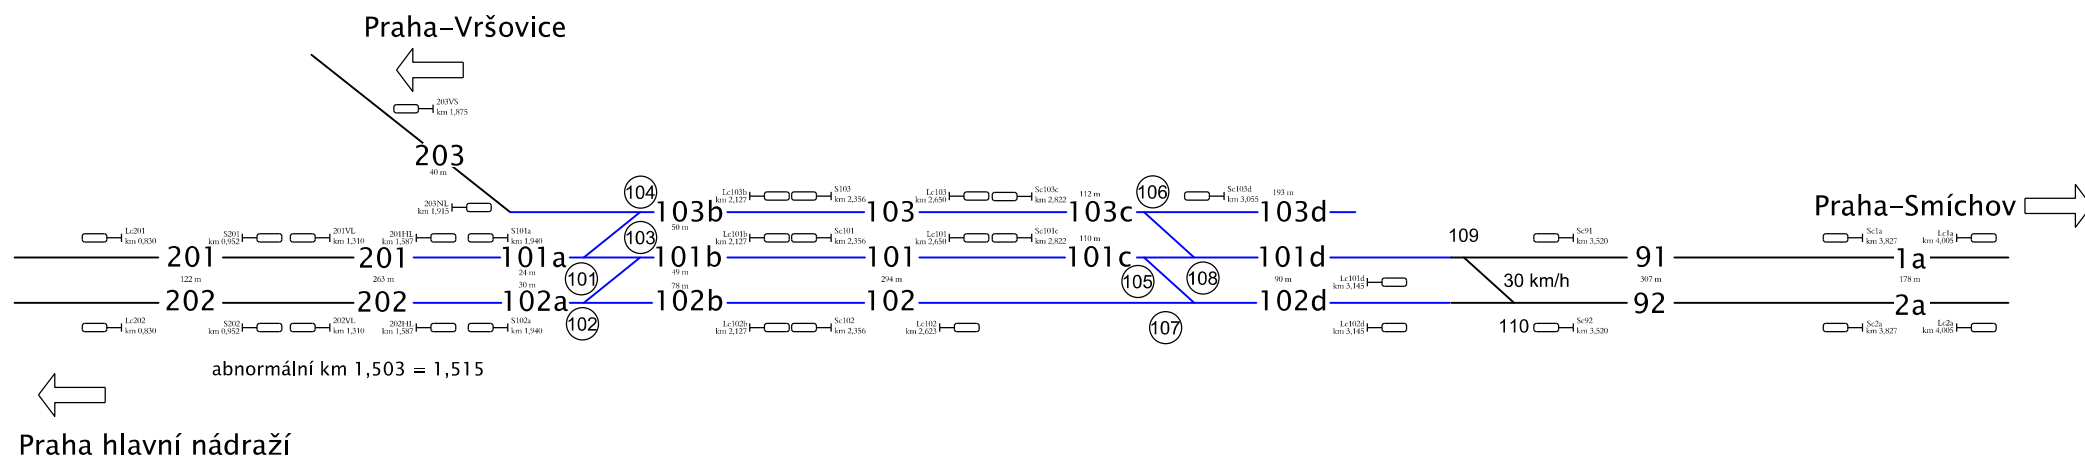 Praha-Vršovice
203VS
km 1,875
203
40 m
203NL
km 1,915
104
Lc103b
km 2,127
S103
km 2,356
Lc103
km 2,650
Sc103c
km 2,822
112 m
106
Sc103d
km 3,055
193 m
103b
103
103c
103d
50 m
Praha-Smíchov
Lc201
km 0,830
S201
km 0,952
201VL
km 1,310
201HL
km 1,587
S101a
km 1,940
103
Lc101b
km 2,127
Sc101
km 2,356
Lc101
km 2,650
Sc101c
km 2,822
110 m
109
Sc91
km 3,520
Sc1a
km 3,827
Lc1a
km 4,005
201
201
101a
101b
101
101c
101d
91
1a
122 m
263 m
24 m
101
49 m
294 m
105
108
90 m
Lc101d
km 3,145
30 km/h
307 m
178 m
202
202
102a
30 m
102b
78 m
102
102d
92
2a
Lc202
km 0,830
S202
km 0,952
202VL
km 1,310
202HL
km 1,587
S102a
km 1,940
102
Lc102b
km 2,127
Sc102
km 2,356
Lc102
km 2,623
107
Lc102d
km 3,145
110
Sc92
km 3,520
Sc2a
km 3,827
Lc2a
km 4,005
abnormální km 1,503 = 1,515
Praha hlavní nádraží